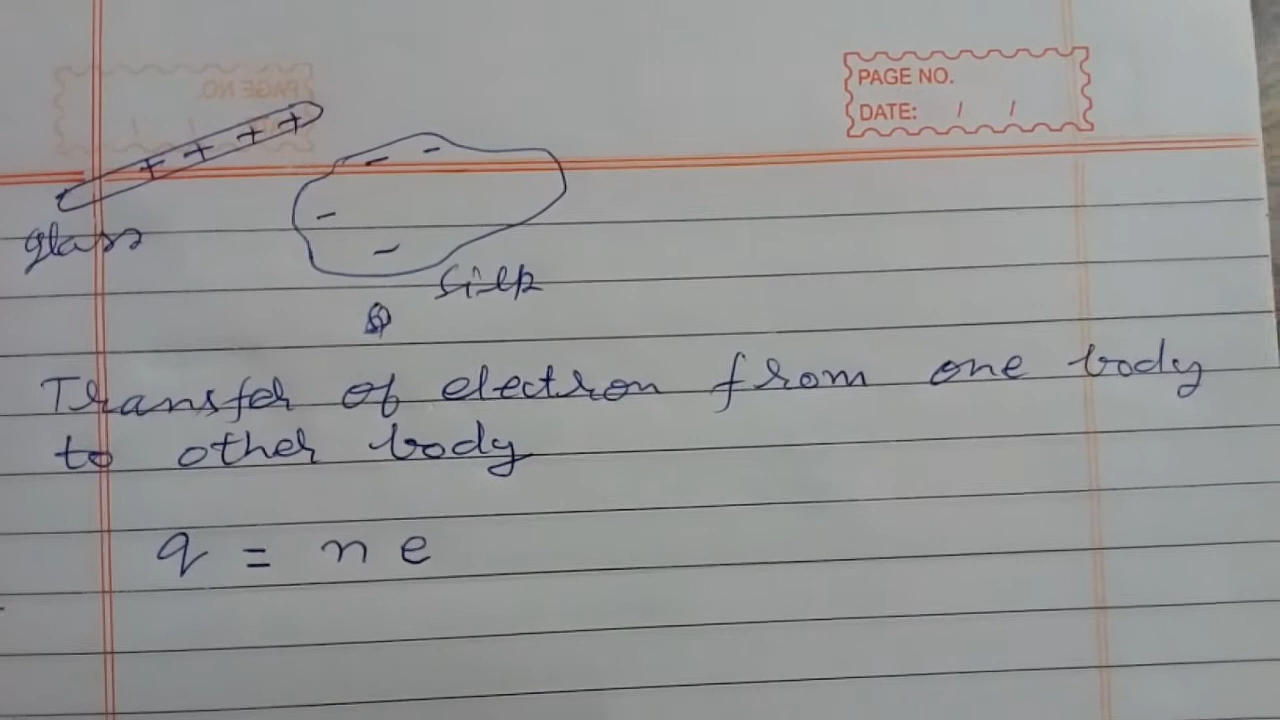 PAGE NO.
DATE: / /
+ + + +
- -
-
-
glass
silk
Transfer of electron from one body
to other body
q = n e